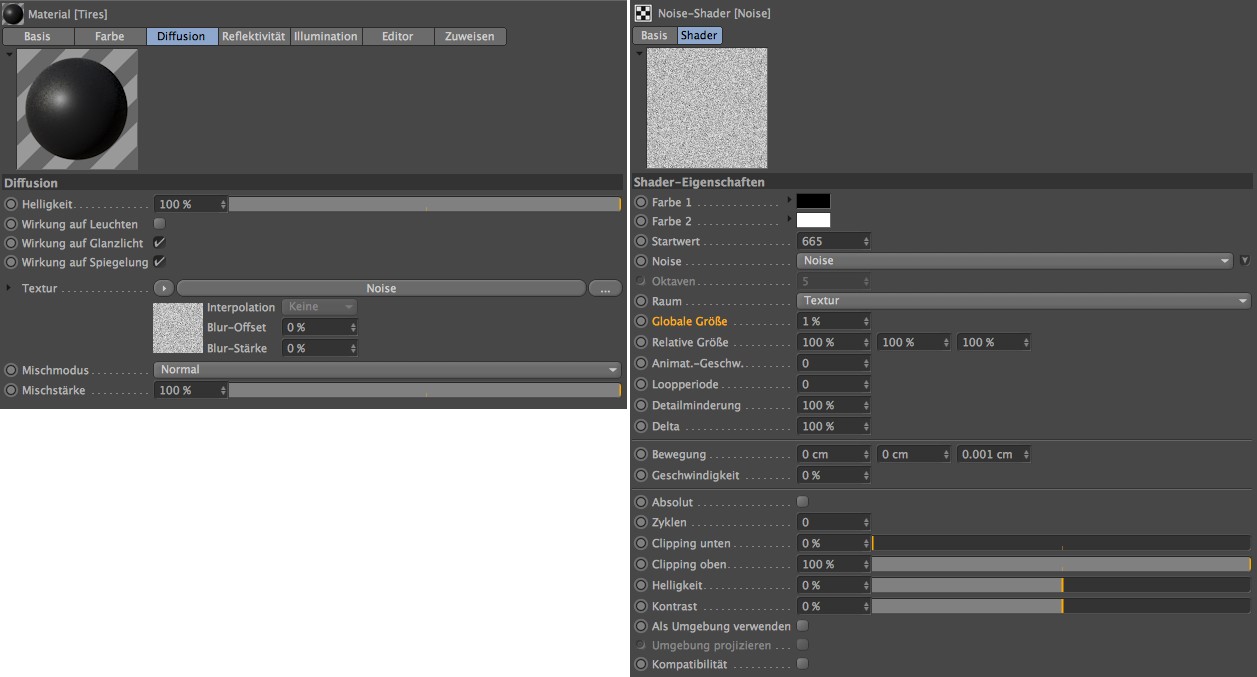 Material [Tires]
Basis Farbe Diffusion Reflektivität Illumination Editor Zuweisen
Diffusion
Helligkeit 100 %
Wirkung auf Leuchten
Wirkung auf Glanzlicht
Wirkung auf Spiegelung
Textur Noise ...
Interpolation Keine
Blur-Offset 0 %
Blur-Stärke 0 %
Mischmodus Normal
Mischstärke 100 %
Noise-Shader [Noise]
Basis Shader
Shader-Eigenschaften
Farbe 1
Farbe 2
Startwert 665
Noise Noise
Oktaven 5
Raum Textur
Globale Größe 1 %
Relative Größe 100 % 100 % 100 %
Animat.-Geschw. 0
Loopperiode 0
Detailminderung 100 %
Delta 100 %
Bewegung 0 cm 0 cm 0.001 cm
Geschwindigkeit 0 %
Absolut
Zyklen 0
Clipping unten 0 %
Clipping oben 100 %
Helligkeit 0 %
Kontrast 0 %
Als Umgebung verwenden
Umgebung projizieren
Kompatibilität